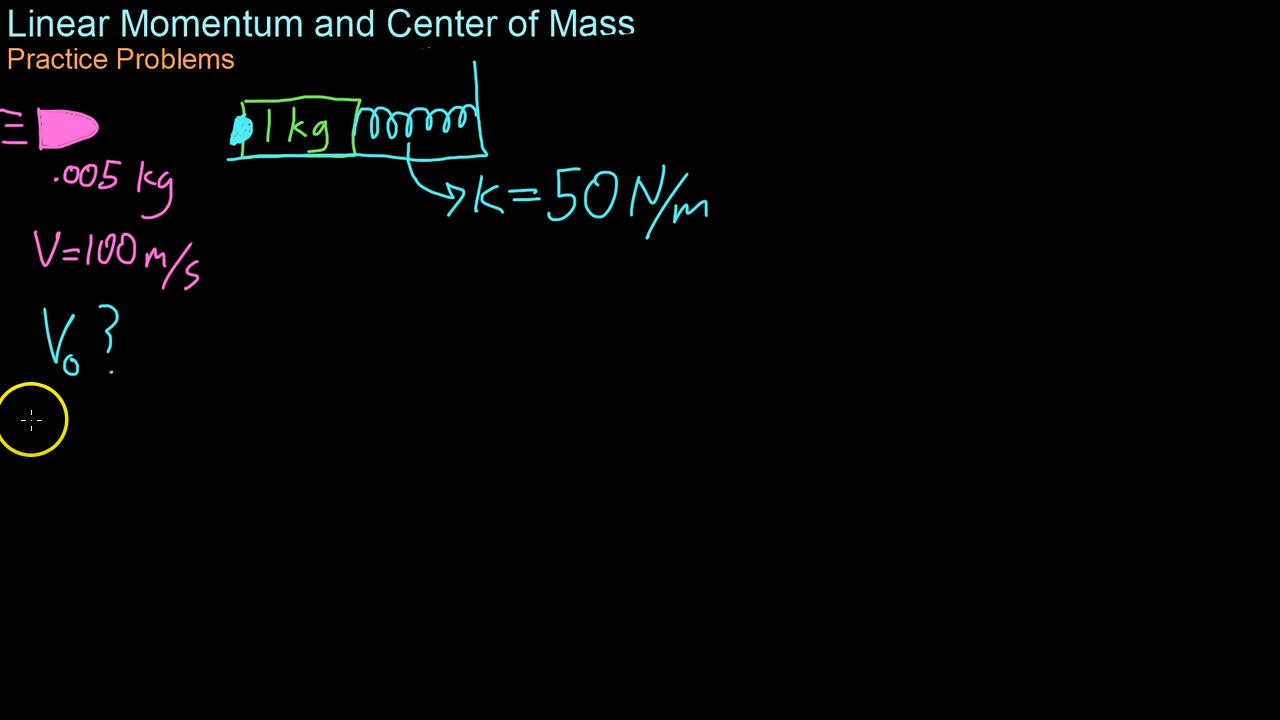 Linear Momentum and Center of Mass
Practice Problems
1 kg
.005 kg
K = 50 N/m
V = 100 m/s
V₀ ?